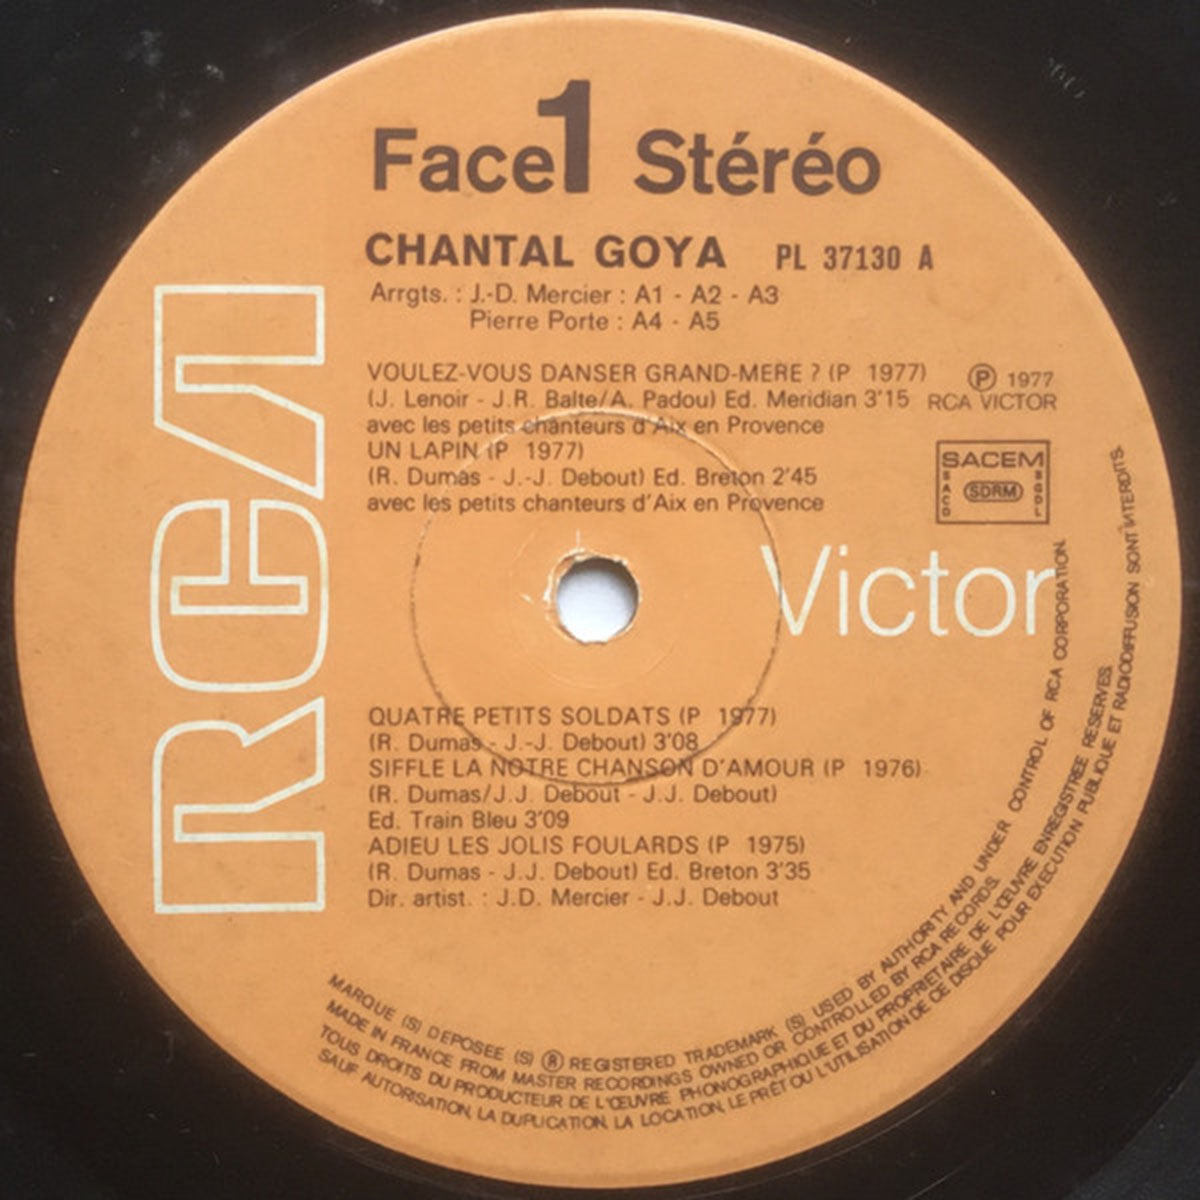 Face 1 Stéréo
CHANTAL GOYA PL 37130 A
Arrgts. : J.-D. Mercier : A1 - A2 - A3
Pierre Porte : A4 - A5
VOULEZ-VOUS DANSER GRAND-MERE ? (P 1977)
(J. Lenoir - J.R. Balte/A. Padou) Ed. Meridian 3'15
avec les petits chanteurs d'Aix en Provence
UN LAPIN (P 1977)
(R. Dumas - J.-J. Debout) Ed. Breton 2'45
avec les petits chanteurs d'Aix en Provence
Ⓟ 1977
RCA VICTOR
SACEM
SACD
SDRM
SGDL
RCA
Victor
QUATRE PETITS SOLDATS (P 1977)
(R. Dumas - J.-J. Debout) 3'08
SIFFLE LA NOTRE CHANSON D'AMOUR (P 1976)
(R. Dumas/J.J. Debout - J.J. Debout)
Ed. Train Bleu 3'09
ADIEU LES JOLIS FOULARDS (P 1975)
(R. Dumas - J.J. Debout) Ed. Breton 3'35
Dir. artist. : J.D. Mercier - J.J. Debout
MARQUE (S) DEPOSEE (S) ® REGISTERED TRADEMARK (S) USED BY AUTHORITY AND UNDER CONTROL OF RCA CORPORATION.
MADE IN FRANCE FROM MASTER RECORDINGS OWNED OR CONTROLLED BY RCA RECORDS.
TOUS DROITS DU PRODUCTEUR DE L'ŒUVRE PHONOGRAPHIQUE ET DU PROPRIETAIRE DE L'ŒUVRE ENREGISTREE RESERVES.
SAUF AUTORISATION, LA DUPLICATION, LA LOCATION, LE PRÊT OU L'UTILISATION DE CE DISQUE POUR EXECUTION PUBLIQUE ET RADIODIFFUSION SONT INTERDITS.